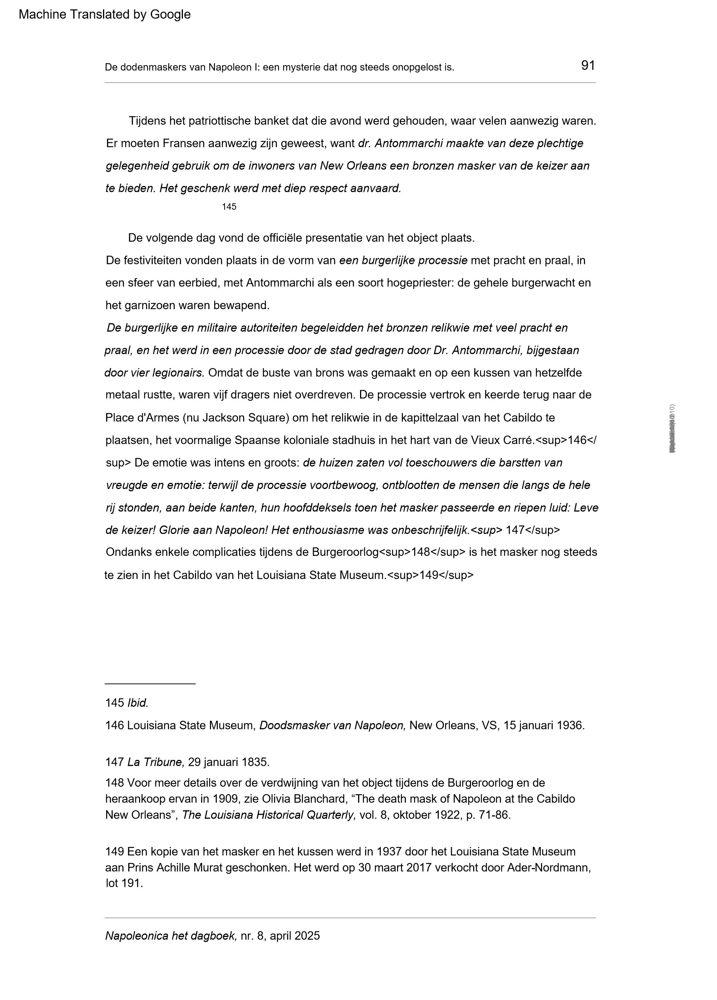 Machine Translated by Google
De dodenmaskers van Napoleon I: een mysterie dat nog steeds onopgelost is.
91
Tijdens het patriottische banket dat die avond werd gehouden, waar velen aanwezig waren.
Er moeten Fransen aanwezig zijn geweest, want dr. Antommarchi maakte van deze plechtige
gelegenheid gebruik om de inwoners van New Orleans een bronzen masker van de keizer aan
te bieden. Het geschenk werd met diep respect aanvaard.
145
De volgende dag vond de officiële presentatie van het object plaats.
De festiviteiten vonden plaats in de vorm van een burgerlijke processie met pracht en praal, in
een sfeer van eerbied, met Antommarchi als een soort hogepriester: de gehele burgerwacht en
het garnizoen waren bewapend.
De burgerlijke en militaire autoriteiten begeleidden het bronzen relikwie met veel pracht en
praal, en het werd in een processie door de stad gedragen door Dr. Antommarchi, bijgestaan
door vier legionairs. Omdat de buste van brons was gemaakt en op een kussen van hetzelfde
metaal rustte, waren vijf dragers niet overdreven. De processie vertrok en keerde terug naar de
Place d'Armes (nu Jackson Square) om het relikwie in de kapittelzaal van het Cabildo te
plaatsen, het voormalige Spaanse koloniale stadhuis in het hart van de Vieux Carré.<sup>146</
sup> De emotie was intens en groots: de huizen zaten vol toeschouwers die barstten van
vreugde en emotie: terwijl de processie voortbewoog, ontblootten de mensen die langs de hele
rij stonden, aan beide kanten, hun hoofddeksels toen het masker passeerde en riepen luid: Leve
de keizer! Glorie aan Napoleon! Het enthousiasme was onbeschrijfelijk.<sup> 147</sup>
Ondanks enkele complicaties tijdens de Burgeroorlog<sup>148</sup> is het masker nog steeds
te zien in het Cabildo van het Louisiana State Museum.<sup>149</sup>
145 Ibid.
146 Louisiana State Museum, Doodsmasker van Napoleon, New Orleans, VS, 15 januari 1936.
147 La Tribune, 29 januari 1835.
148 Voor meer details over de verdwijning van het object tijdens de Burgeroorlog en de
heraankoop ervan in 1909, zie Olivia Blanchard, “The death mask of Napoleon at the Cabildo
New Orleans”, The Louisiana Historical Quarterly, vol. 8, oktober 1922, p. 71-86.
149 Een kopie van het masker en het kussen werd in 1937 door het Louisiana State Museum
aan Prins Achille Murat geschonken. Het werd op 30 maart 2017 verkocht door Ader-Nordmann,
lot 191.
Napoleonica het dagboek, nr. 8, april 2025